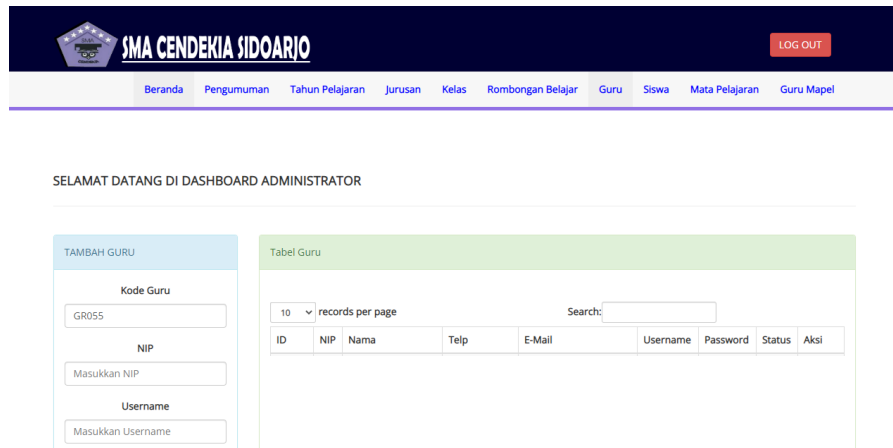 SMA
SMA CENDEKIA SIDOARJO
LOG OUT
Beranda Pengumuman Tahun Pelajaran Jurusan Kelas Rombongan Belajar Guru Siswa Mata Pelajaran Guru Mapel
SELAMAT DATANG DI DASHBOARD ADMINISTRATOR
TAMBAH GURU
Kode Guru
GR055
NIP
Masukkan NIP
Username
Masukkan Username
Tabel Guru
10 records per page Search:
ID NIP Nama Telp E-Mail Username Password Status Aksi